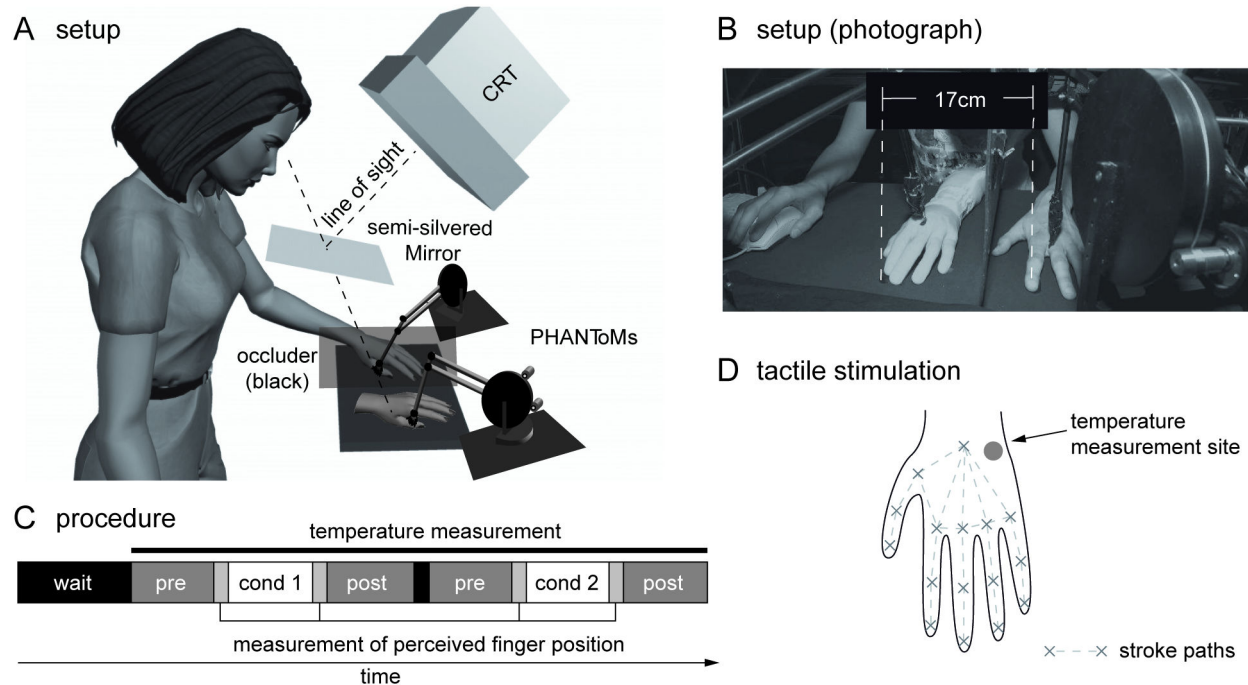 A setup
CRT
line of sight
semi-silvered
Mirror
occluder
(black)
PHANToMs
B setup (photograph)
17cm
C procedure
temperature measurement
wait pre cond 1 post pre cond 2 post
measurement of perceived finger position
time
D tactile stimulation
temperature
measurement site
stroke paths